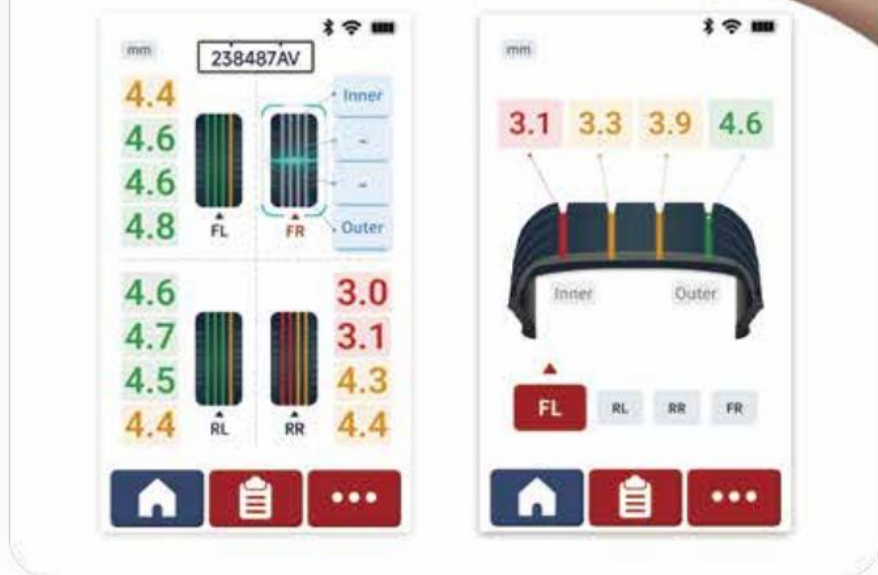 mm
238487AV
4.4
4.6
4.6
4.8
FL
Inner
-
-
Outer
FR
4.6
4.7
4.5
4.4
RL
3.0
3.1
4.3
4.4
RR
mm
3.1 3.3 3.9 4.6
Inner Outer
FL RL RR FR